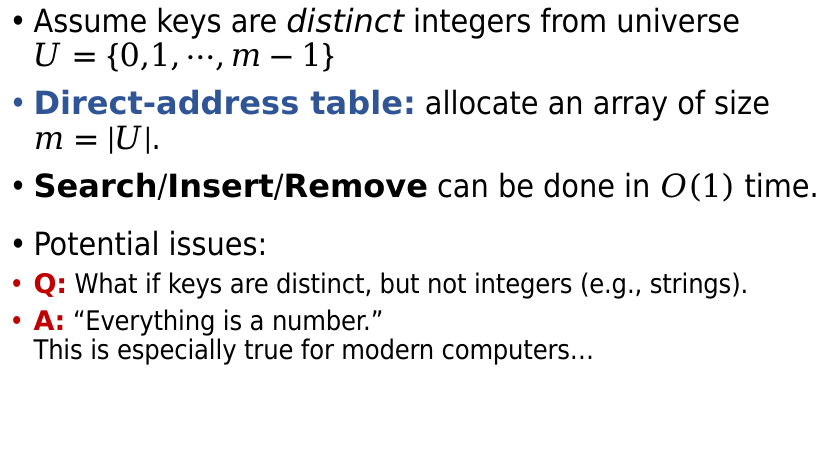 • Assume keys are distinct integers from universe
U = {0,1, ⋯, m − 1}
• Direct-address table: allocate an array of size
m = |U|.
• Search/Insert/Remove can be done in O(1) time.
• Potential issues:
• Q: What if keys are distinct, but not integers (e.g., strings).
• A: “Everything is a number.”
This is especially true for modern computers…